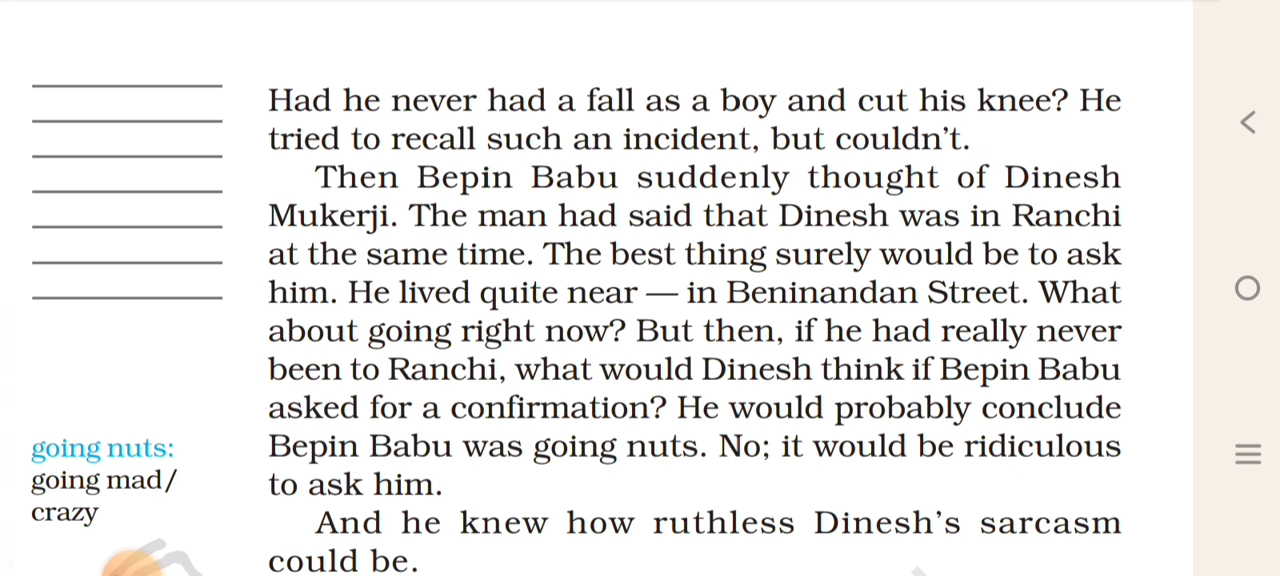 Had he never had a fall as a boy and cut his knee? He
tried to recall such an incident, but couldn't.
Then Bepin Babu suddenly thought of Dinesh
Mukerji. The man had said that Dinesh was in Ranchi
at the same time. The best thing surely would be to ask
him. He lived quite near — in Beninandan Street. What
about going right now? But then, if he had really never
been to Ranchi, what would Dinesh think if Bepin Babu
asked for a confirmation? He would probably conclude
Bepin Babu was going nuts. No; it would be ridiculous
to ask him.
And he knew how ruthless Dinesh's sarcasm
could be.
going nuts:
going mad/
crazy